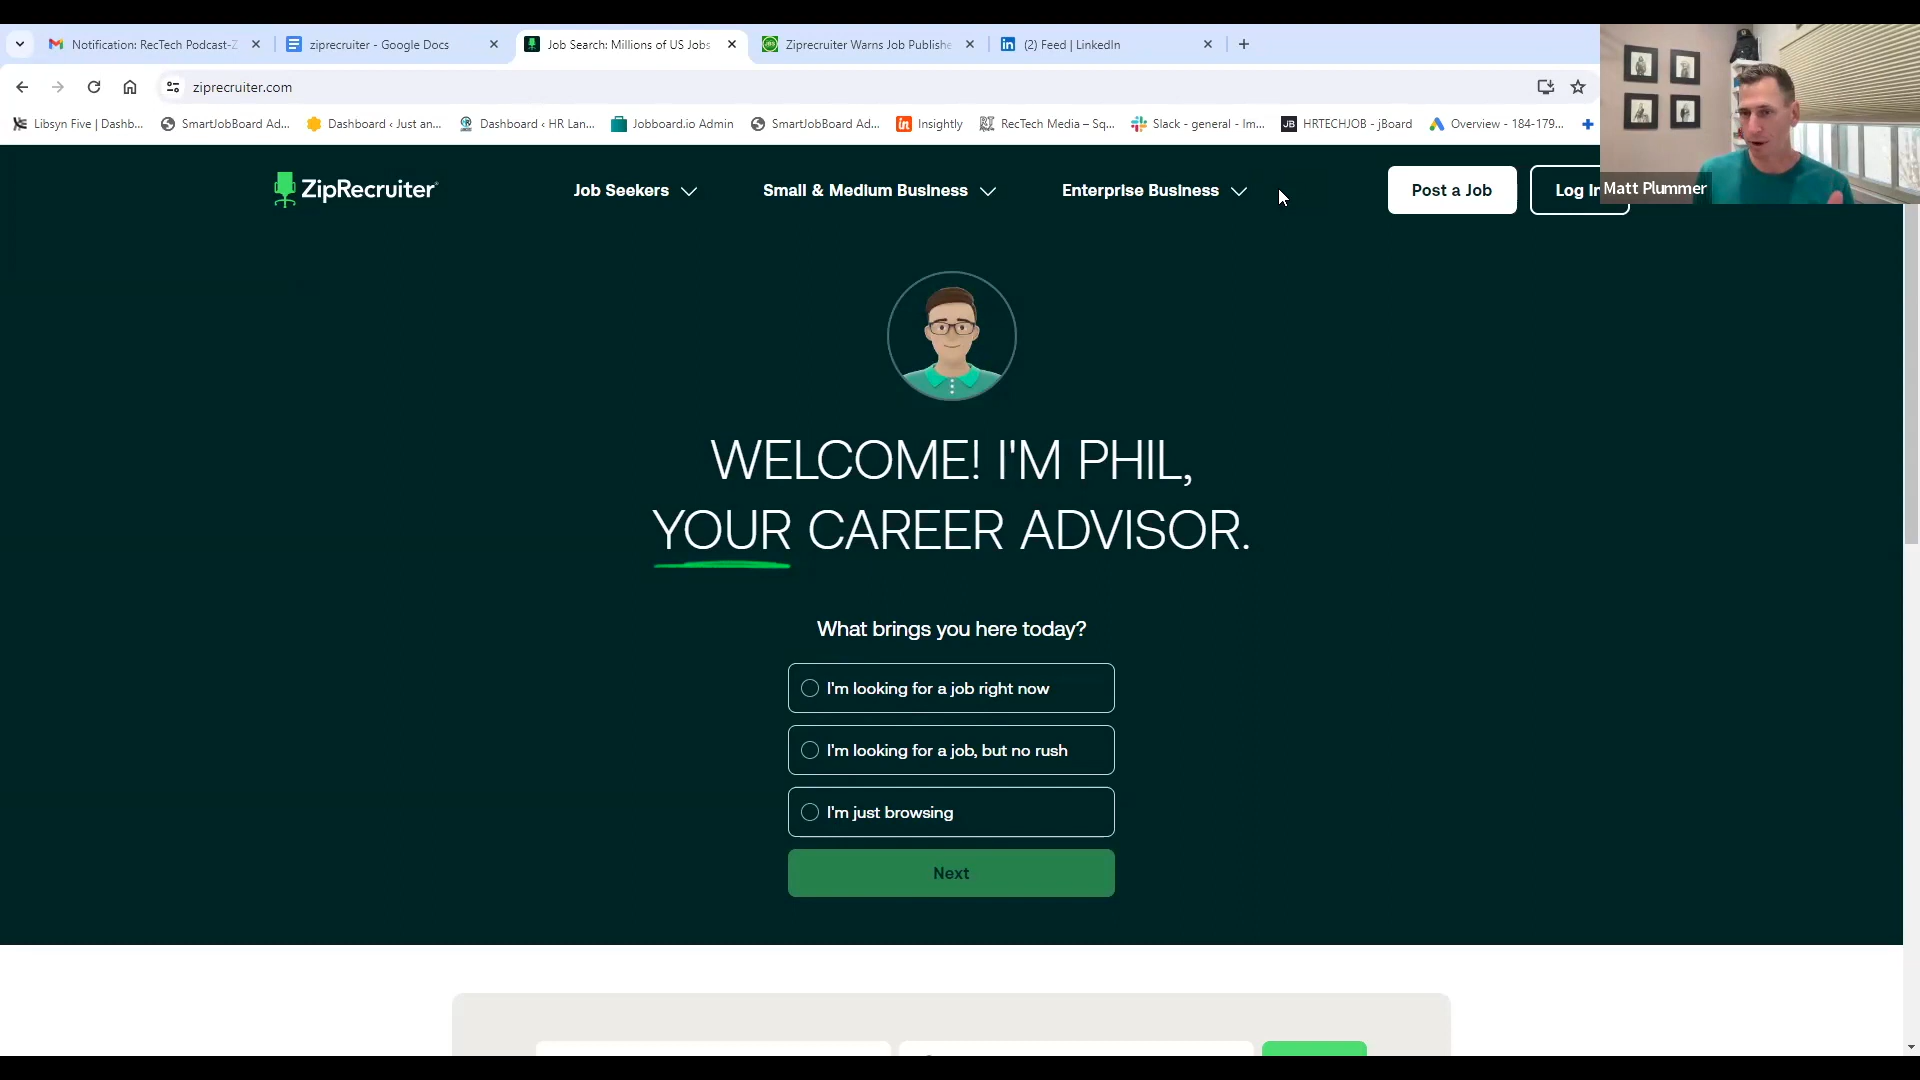 Notification: RecTech Podcast-Z
ziprecruiter - Google Docs
Job Search: Millions of US Jobs
Ziprecruiter Warns Job Publishe
(2) Feed | LinkedIn
ziprecruiter.com
Libsyn Five | Dashb...
SmartJobBoard Ad...
Dashboard ‹ Just an...
Dashboard ‹ HR Lan...
Jobboard.io Admin
SmartJobBoard Ad...
Insightly
RecTech Media – Sq...
Slack - general - Im...
JB HRTECHJOB - jBoard
Overview - 184-179...
ZipRecruiter
Job Seekers
Small & Medium Business
Enterprise Business
Post a Job
Log In
Matt Plummer
WELCOME! I'M PHIL,
YOUR CAREER ADVISOR.
What brings you here today?
I'm looking for a job right now
I'm looking for a job, but no rush
I'm just browsing
Next